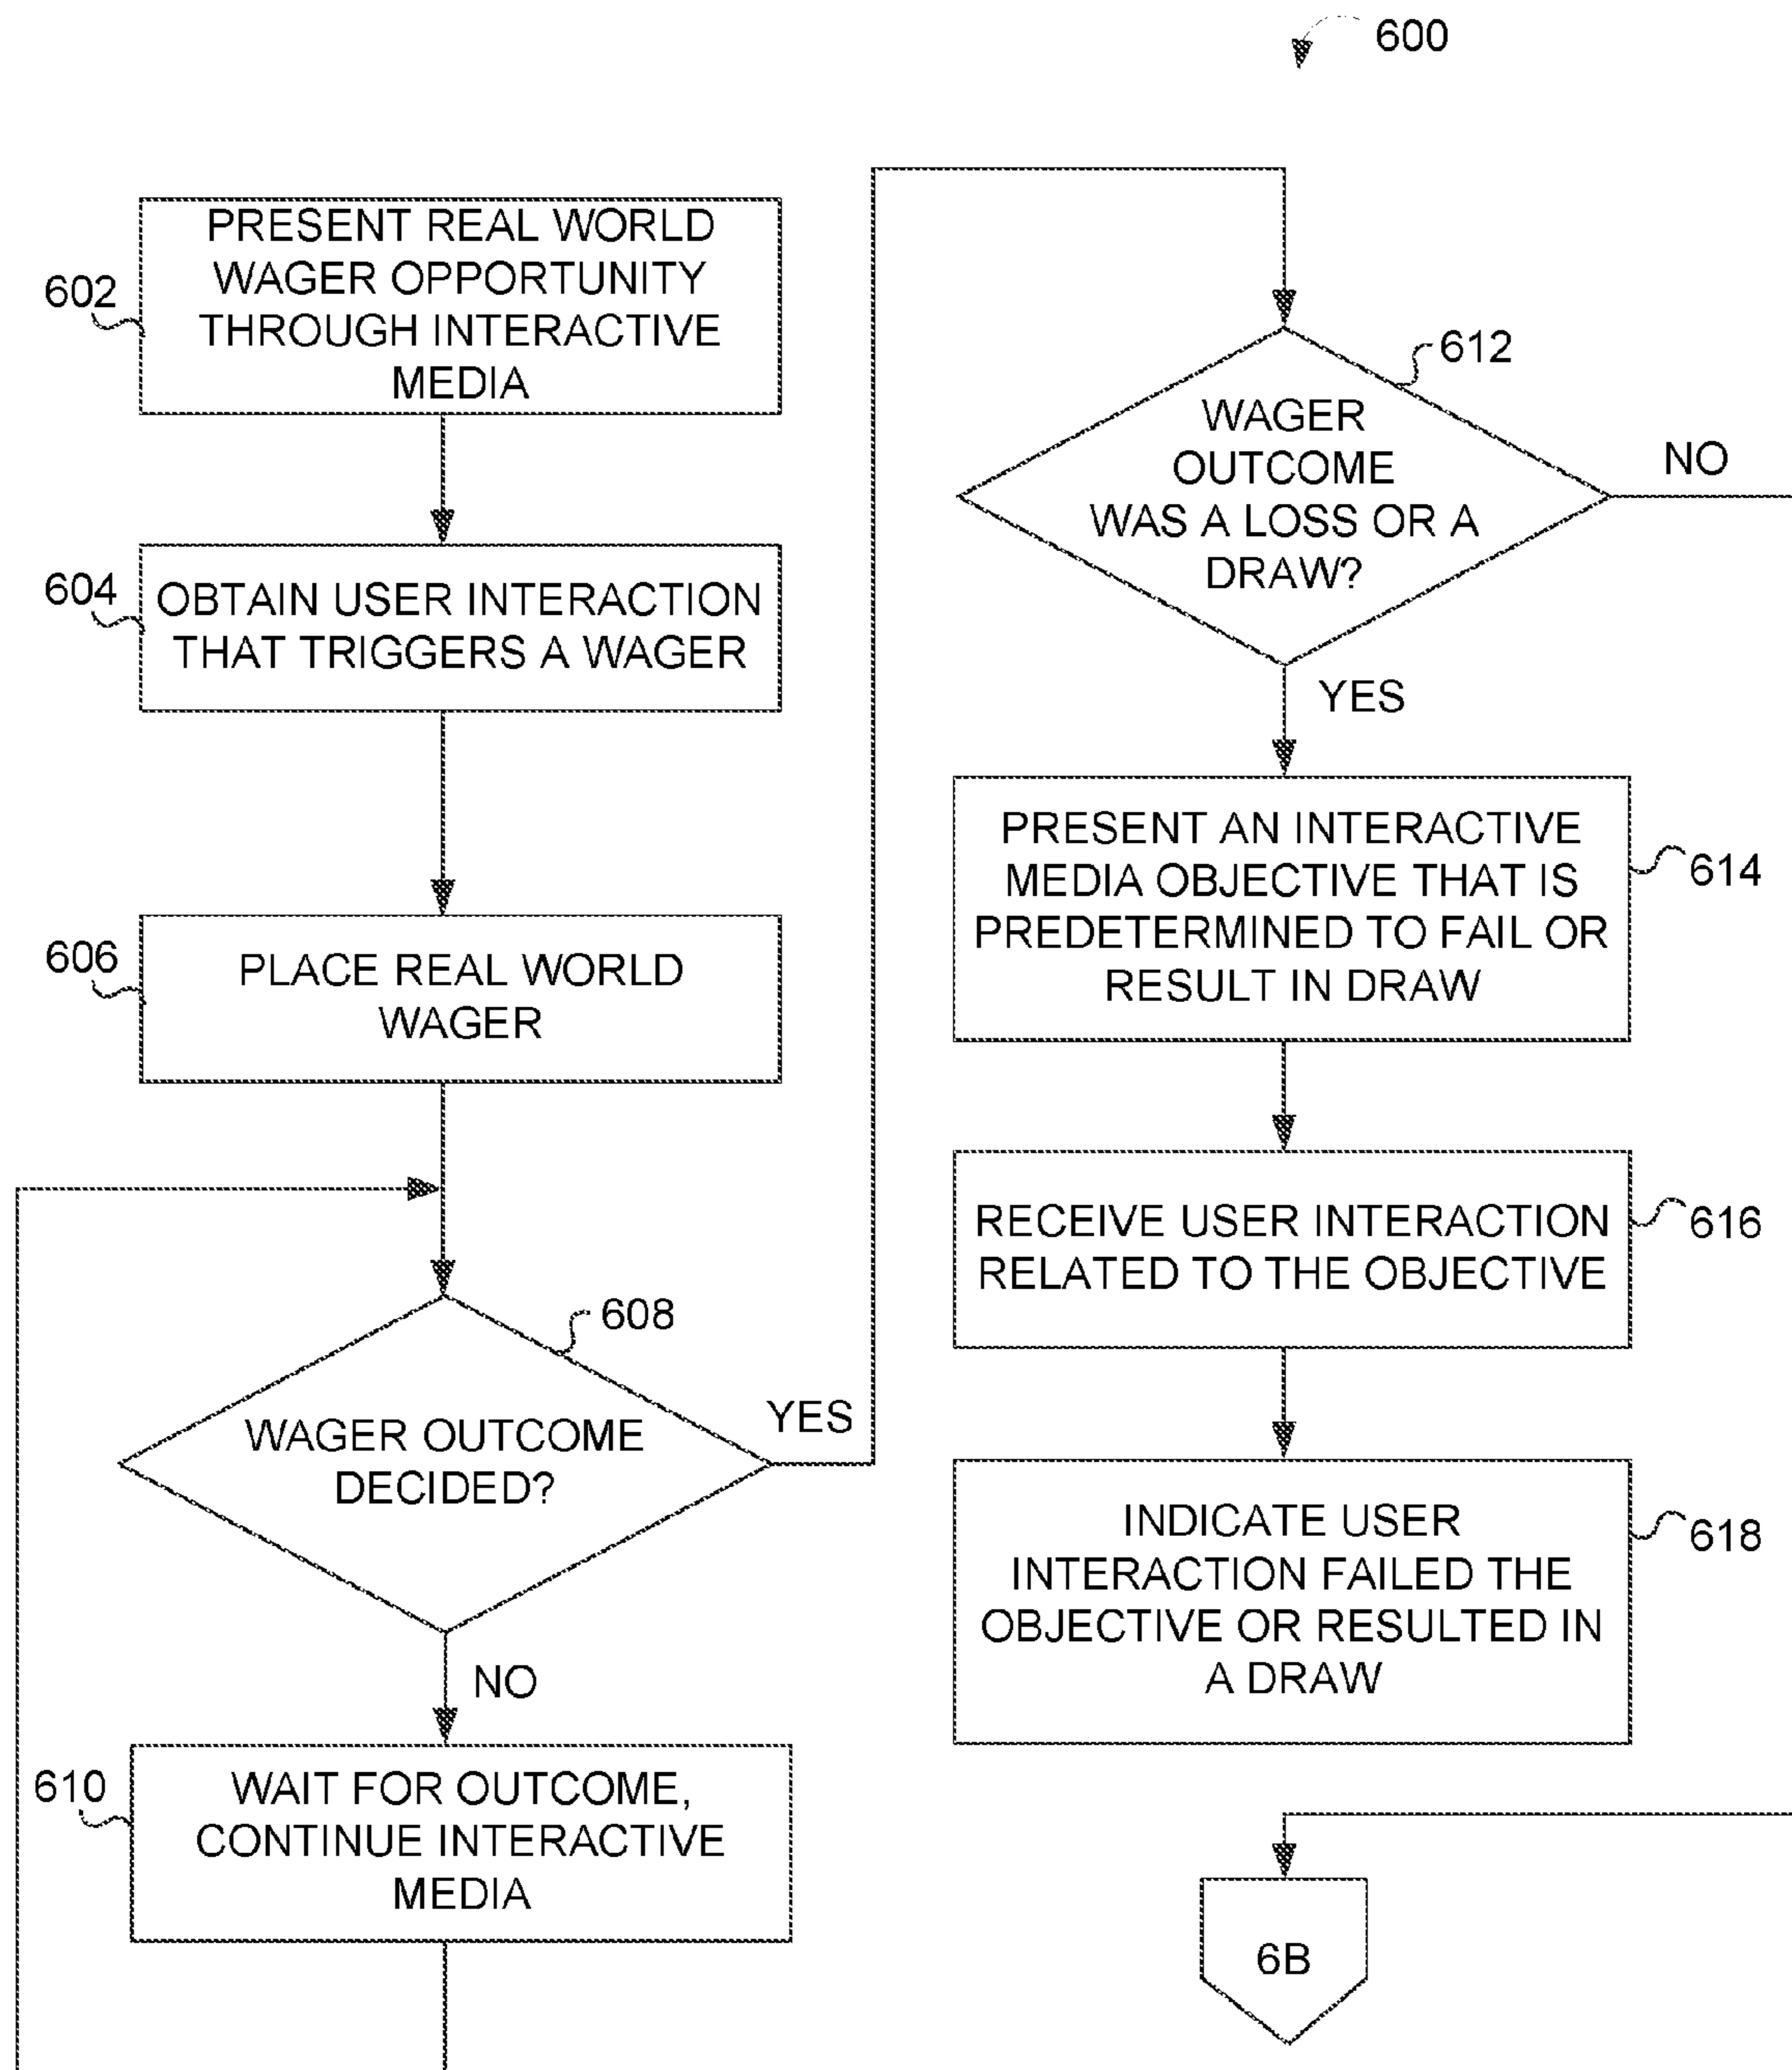 600
602
PRESENT REAL WORLD
WAGER OPPORTUNITY
THROUGH INTERACTIVE
MEDIA
604
OBTAIN USER INTERACTION
THAT TRIGGERS A WAGER
606
PLACE REAL WORLD
WAGER
608
WAGER OUTCOME
DECIDED?
YES
NO
610
WAIT FOR OUTCOME,
CONTINUE INTERACTIVE
MEDIA
612
WAGER
OUTCOME
WAS A LOSS OR A
DRAW?
NO
YES
PRESENT AN INTERACTIVE
MEDIA OBJECTIVE THAT IS
PREDETERMINED TO FAIL OR
RESULT IN DRAW
614
RECEIVE USER INTERACTION
RELATED TO THE OBJECTIVE
616
INDICATE USER
INTERACTION FAILED THE
OBJECTIVE OR RESULTED IN
A DRAW
618
6B